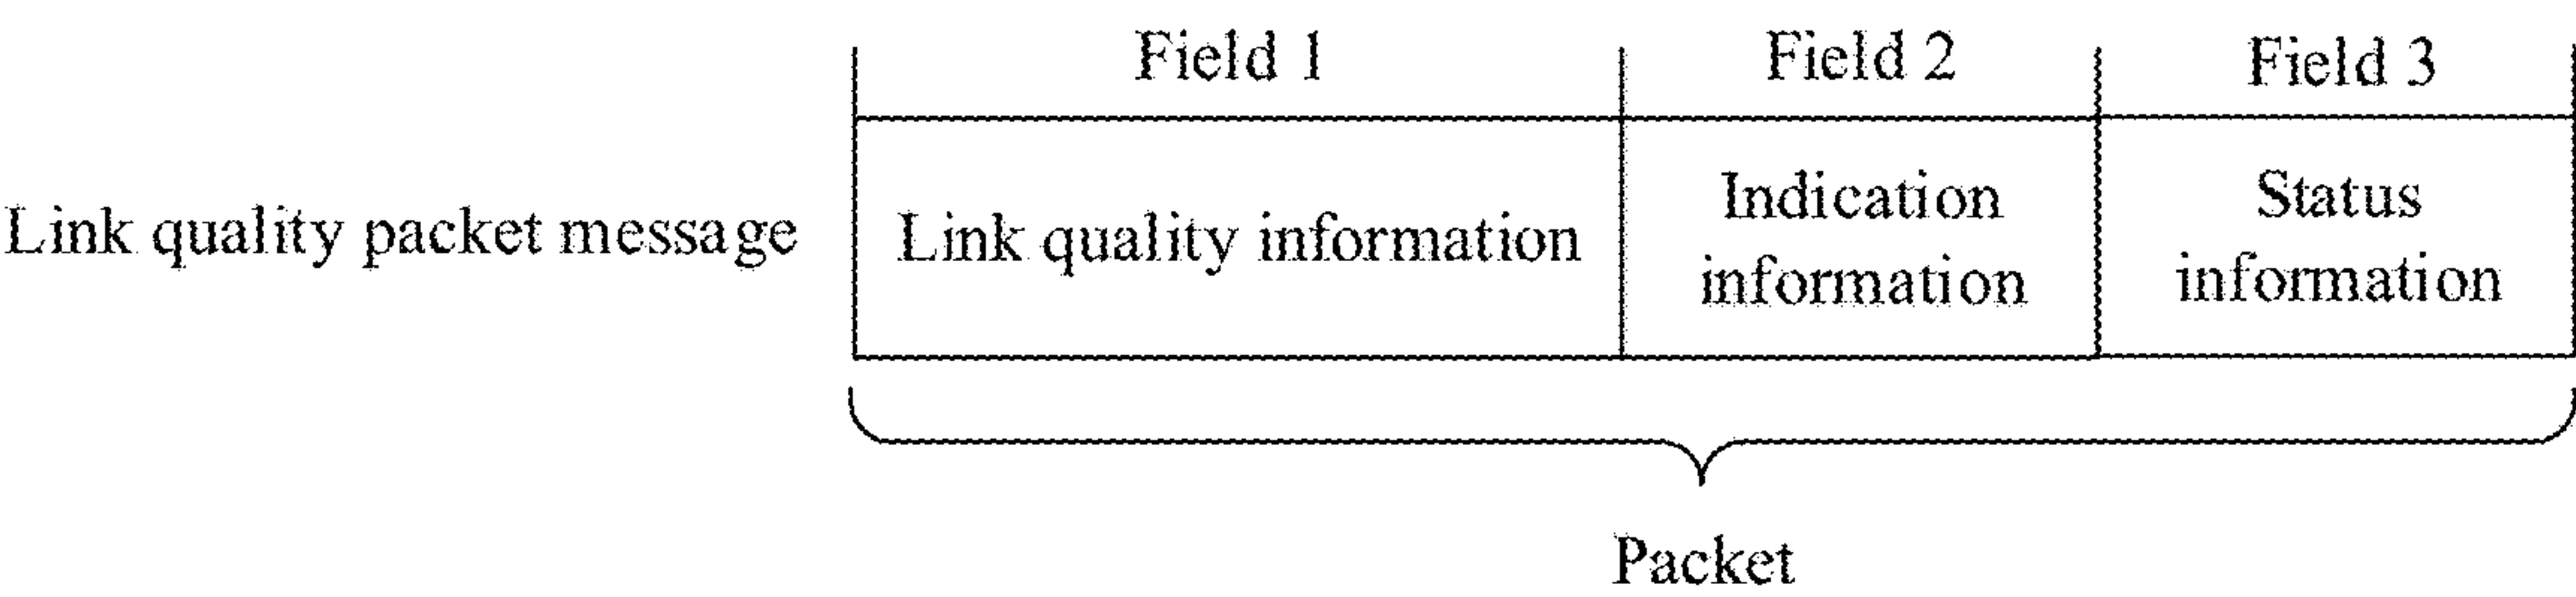 Field 1
Field 2
Field 3
Link quality packet message
Link quality information
Indication
information
Status
information
Packet